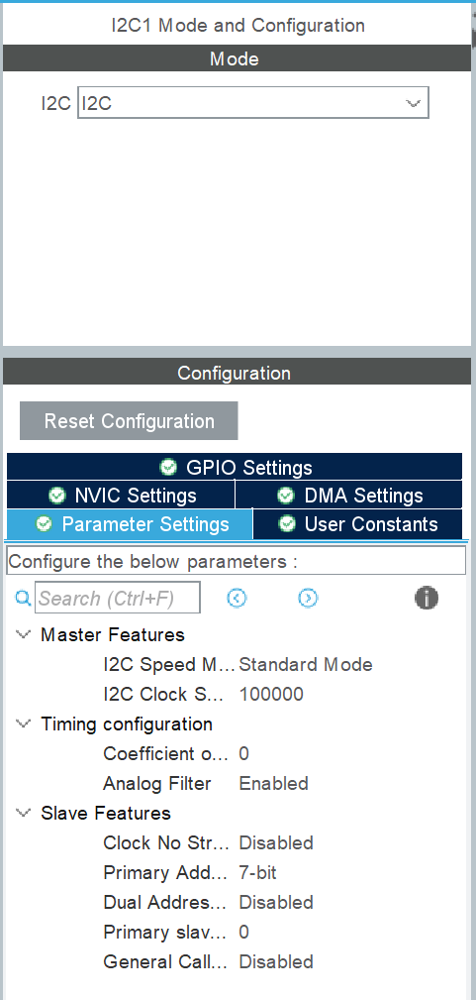 I2C1 Mode and Configuration
Mode
I2C I2C
Configuration
Reset Configuration
GPIO Settings
NVIC Settings DMA Settings
Parameter Settings User Constants
Configure the below parameters :
Search (Ctrl+F)
Master Features
I2C Speed M... Standard Mode
I2C Clock S... 100000
Timing configuration
Coefficient o... 0
Analog Filter Enabled
Slave Features
Clock No Str... Disabled
Primary Add... 7-bit
Dual Addres... Disabled
Primary slav... 0
General Call... Disabled